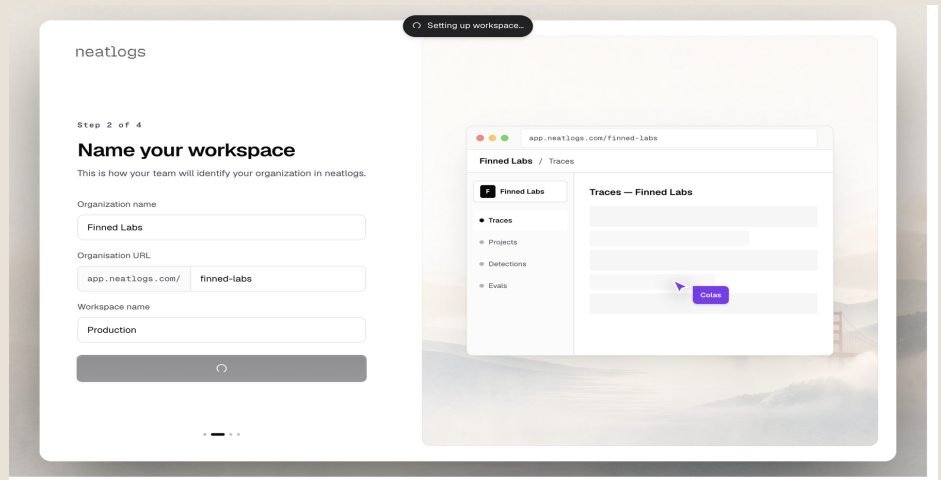 Setting up workspace...
neatlogs
Step 2 of 4
Name your workspace
This is how your team will identify your organization in neatlogs.
Organization name
Finned Labs
Organisation URL
app.neatlogs.com/ finned-labs
Workspace name
Production
app.neatlogs.com/finned-labs
Finned Labs / Traces
F Finned Labs
Traces
Projects
Detections
Evals
Traces — Finned Labs
Colas